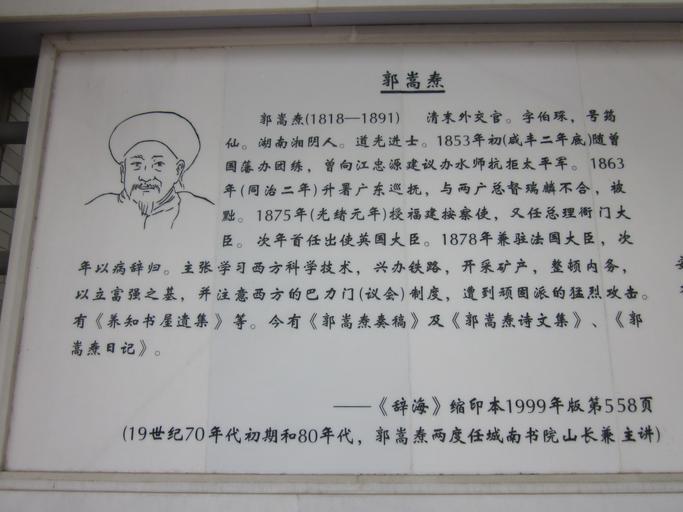 郭嵩焘
郭嵩焘(1818—1891) 清末外交官。字伯琛，号筠
仙。湖南湘阴人。道光进士。1853年初(咸丰二年底)随曾
国藩办团练，曾向江忠源建议办水师抗拒太平军。1863
年(同治二年)升署广东巡抚，与两广总督瑞麟不合，被
黜。1875年(光绪元年)授福建按察使，又任总理衙门大
臣。次年首任出使英国大臣。1878年兼驻法国大臣，次
年以病辞归。主张学习西方科学技术，兴办铁路，开采矿产，整顿内务，
以立富强之基，并注意西方的巴力门(议会)制度，遭到顽固派的猛烈攻击。
有《养知书屋遗集》等。今有《郭嵩焘奏稿》及《郭嵩焘诗文集》、《郭
嵩焘日记》。
——《辞海》缩印本1999年版第558页
(19世纪70年代初期和80年代，郭嵩焘两度任城南书院山长兼主讲)